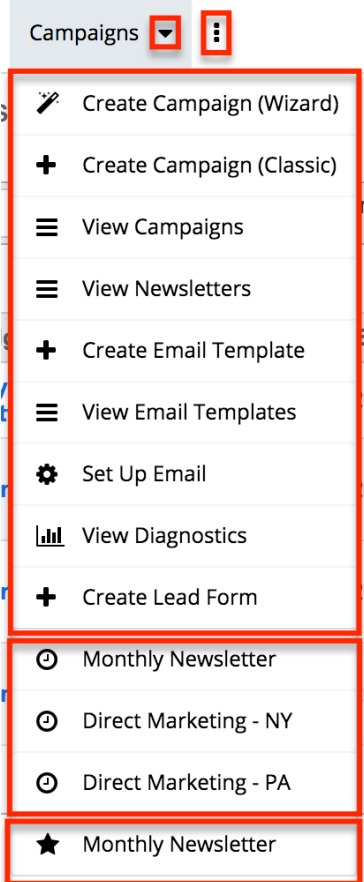 Campaigns
Create Campaign (Wizard)
Create Campaign (Classic)
View Campaigns
View Newsletters
Create Email Template
View Email Templates
Set Up Email
View Diagnostics
Create Lead Form
Monthly Newsletter
Direct Marketing - NY
Direct Marketing - PA
Monthly Newsletter